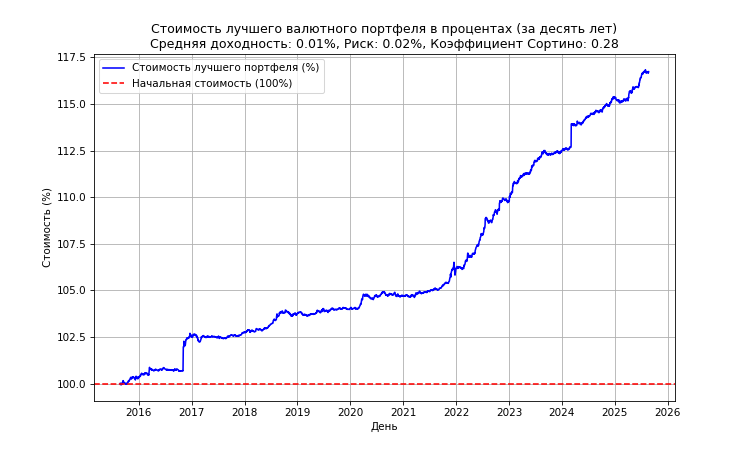 Стоимость лучшего валютного портфеля в процентах (за десять лет)
Средняя доходность: 0.01%, Риск: 0.02%, Коэффициент Сортино: 0.28
Стоимость лучшего портфеля (%)
Начальная стоимость (100%)
Стоимость (%)
117.5
115.0
112.5
110.0
107.5
105.0
102.5
100.0
2016 2017 2018 2019 2020 2021 2022 2023 2024 2025 2026
День